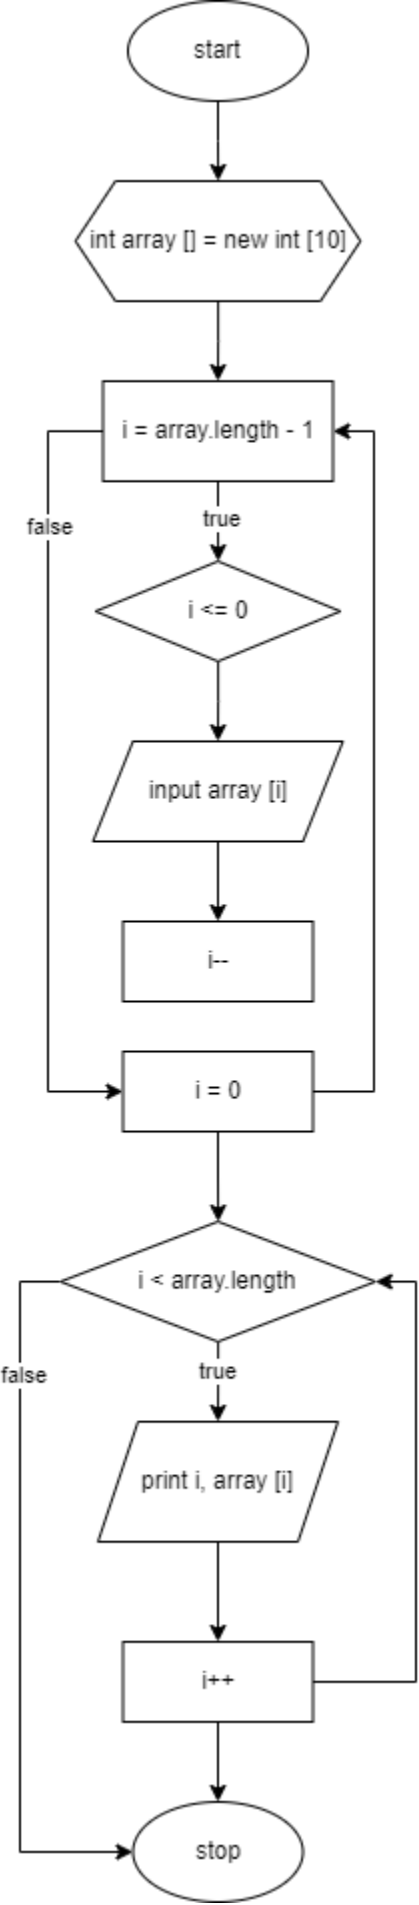 start
int array [] = new int [10]
i = array.length - 1
false
true
i <= 0
input array [i]
i--
i = 0
i < array.length
false
true
print i, array [i]
i++
stop